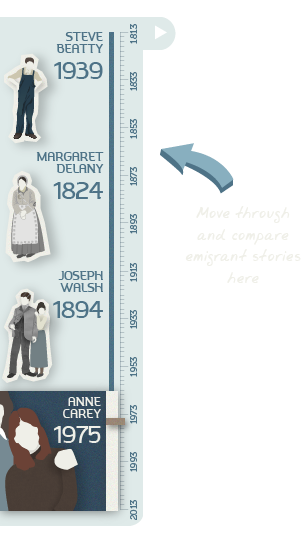 STEVE
BEATTY
1939
MARGARET
DELANY
1824
JOSEPH
WALSH
1894
ANNE
CAREY
1975
1813
1833
1853
1873
1893
1913
1933
1953
1973
1993
2013
Move through
and compare
emigrant stories
here